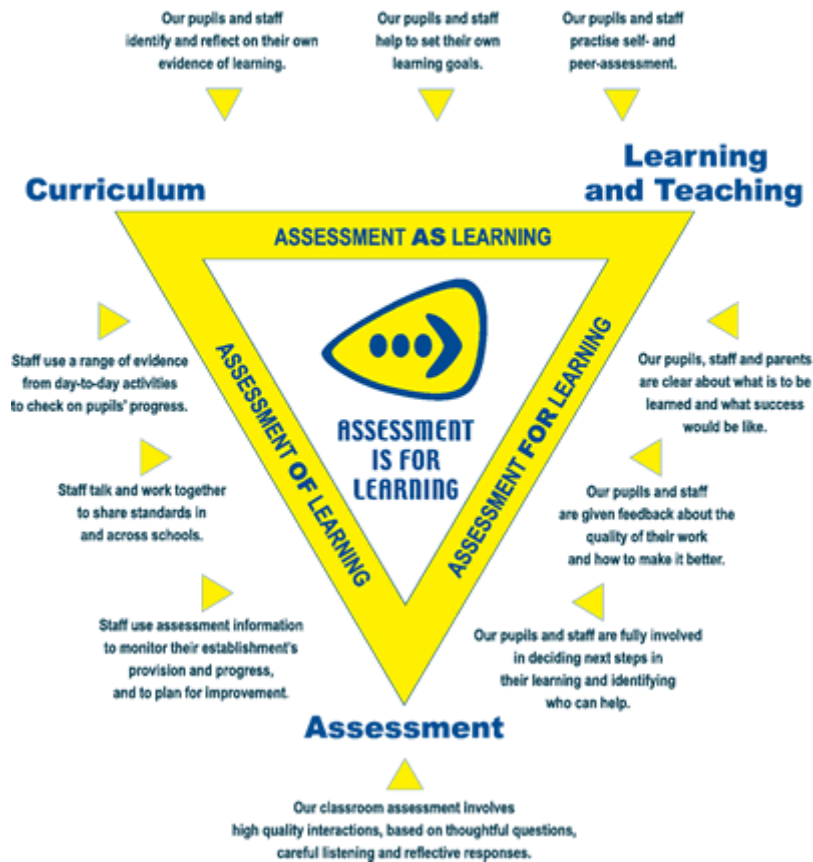 Our pupils and staff
identify and reflect on their own
evidence of learning.
Our pupils and staff
help to set their own
learning goals.
Our pupils and staff
practise self- and
peer-assessment.
Curriculum
Learning
and Teaching
ASSESSMENT AS LEARNING
ASSESSMENT OF LEARNING
ASSESSMENT FOR LEARNING
ASSESSMENT
IS FOR
LEARNING
Staff use a range of evidence
from day-to-day activities
to check on pupils' progress.
Staff talk and work together
to share standards in
and across schools.
Staff use assessment information
to monitor their establishment's
provision and progress,
and to plan for improvement.
Our pupils, staff and parents
are clear about what is to be
learned and what success
would be like.
Our pupils and staff
are given feedback about the
quality of their work
and how to make it better.
Our pupils and staff are fully involved
in deciding next steps in
their learning and identifying
who can help.
Assessment
Our classroom assessment involves
high quality interactions, based on thoughtful questions,
careful listening and reflective responses.